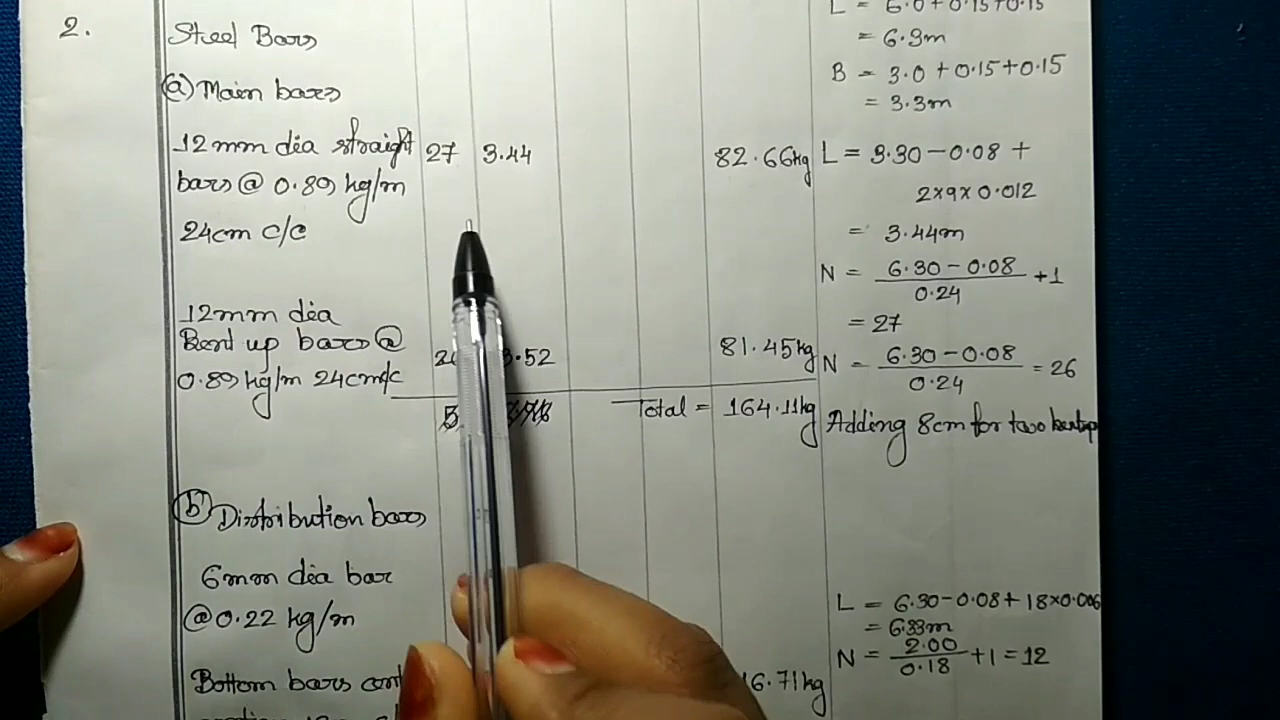 L = 6.0+0.15+0.15
2.
Steel Bars
= 6.3m
B = 3.0 + 0.15 + 0.15
= 3.3m
(a) Main bars
12mm dia straight 27 3.44 82.66kg
bars @ 0.89 kg/m
24cm c/c
L = 3.30 - 0.08 +
2x9x0.012
= 3.44m
N = 6.30 - 0.08 / 0.24 + 1
= 27
12mm dia
Bent up bars @ 3.52 81.45kg
0.89 kg/m 24cm c/c
N = 6.30 - 0.08 / 0.24 = 26
Total = 164.11kg
Adding 8cm for two bentup
(b) Distribution bars
6mm dia bar
@ 0.22 kg/m
L = 6.30-0.08+18x0.006
= 6.33m
N = 2.00 / 0.18 + 1 = 12
Bottom bars 16.71kg